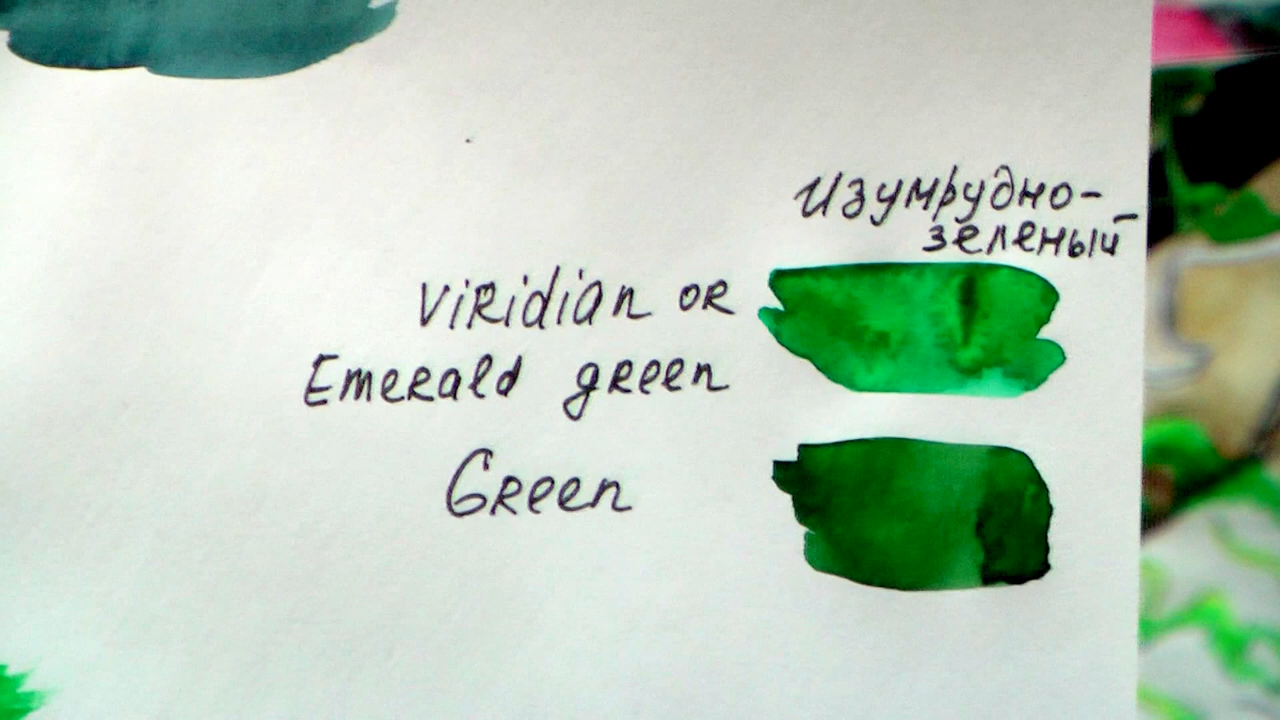 Изумрудно-
зеленый
Viridian or
Emerald green
Green